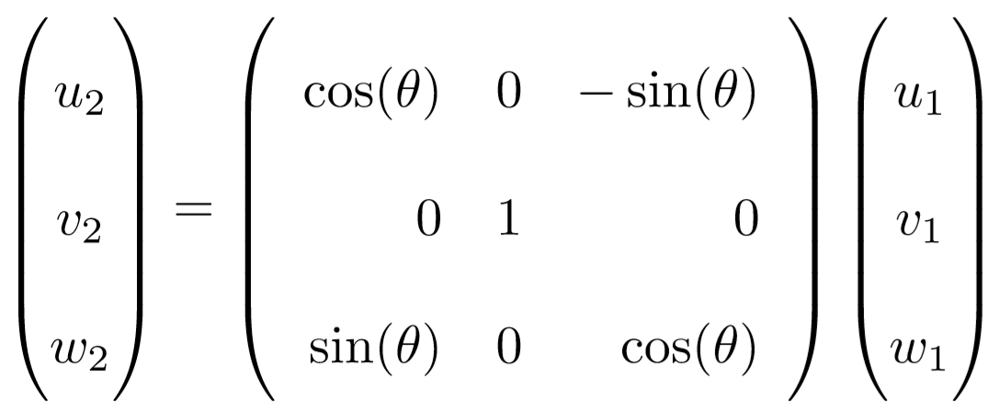 u₂ cos(θ) 0 − sin(θ) u₁
v₂ = 0 1 0 v₁
w₂ sin(θ) 0 cos(θ) w₁